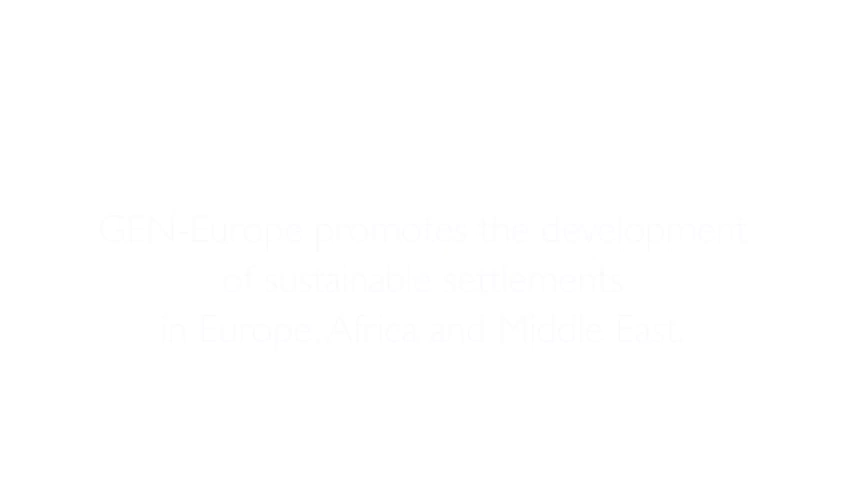 GEN-Europe promotes the development
of sustainable settlements
in Europe, Africa and Middle East.